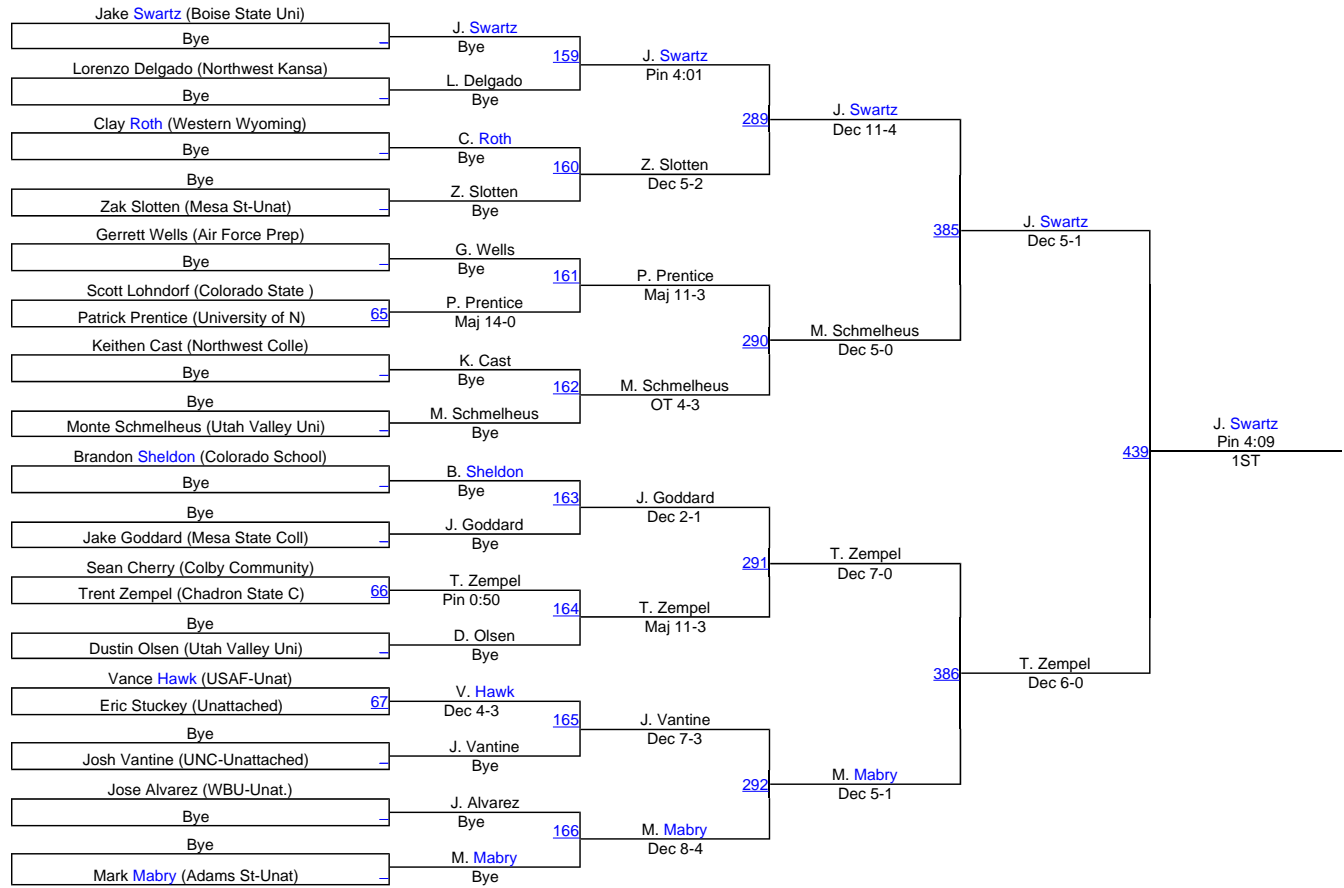 Jake Swartz (Boise State Uni)
Bye
Lorenzo Delgado (Northwest Kansa)
Bye
Clay Roth (Western Wyoming)
Bye
Bye
Zak Slotten (Mesa St-Unat)
Gerrett Wells (Air Force Prep)
Bye
Scott Lohndorf (Colorado State )
Patrick Prentice (University of N)
65
Keithen Cast (Northwest Colle)
Bye
Bye
Monte Schmelheus (Utah Valley Uni)
Brandon Sheldon (Colorado School)
Bye
Bye
Jake Goddard (Mesa State Coll)
Sean Cherry (Colby Community)
Trent Zempel (Chadron State C)
66
Bye
Dustin Olsen (Utah Valley Uni)
Vance Hawk (USAF-Unat)
Eric Stuckey (Unattached)
67
Bye
Josh Vantine (UNC-Unattached)
Jose Alvarez (WBU-Unat.)
Bye
Bye
Mark Mabry (Adams St-Unat)
J. Swartz
Bye
159
L. Delgado
Bye
C. Roth
Bye
160
Z. Slotten
Bye
G. Wells
Bye
161
P. Prentice
Maj 14-0
K. Cast
Bye
162
M. Schmelheus
Bye
B. Sheldon
Bye
163
J. Goddard
Bye
T. Zempel
Pin 0:50
164
D. Olsen
Bye
V. Hawk
Dec 4-3
165
J. Vantine
Bye
J. Alvarez
Bye
166
M. Mabry
Bye
J. Swartz
Pin 4:01
289
Z. Slotten
Dec 5-2
P. Prentice
Maj 11-3
290
M. Schmelheus
OT 4-3
J. Goddard
Dec 2-1
291
T. Zempel
Maj 11-3
J. Vantine
Dec 7-3
292
M. Mabry
Dec 8-4
J. Swartz
Dec 11-4
385
M. Schmelheus
Dec 5-0
T. Zempel
Dec 7-0
386
M. Mabry
Dec 5-1
J. Swartz
Dec 5-1
439
T. Zempel
Dec 6-0
J. Swartz
Pin 4:09
1ST